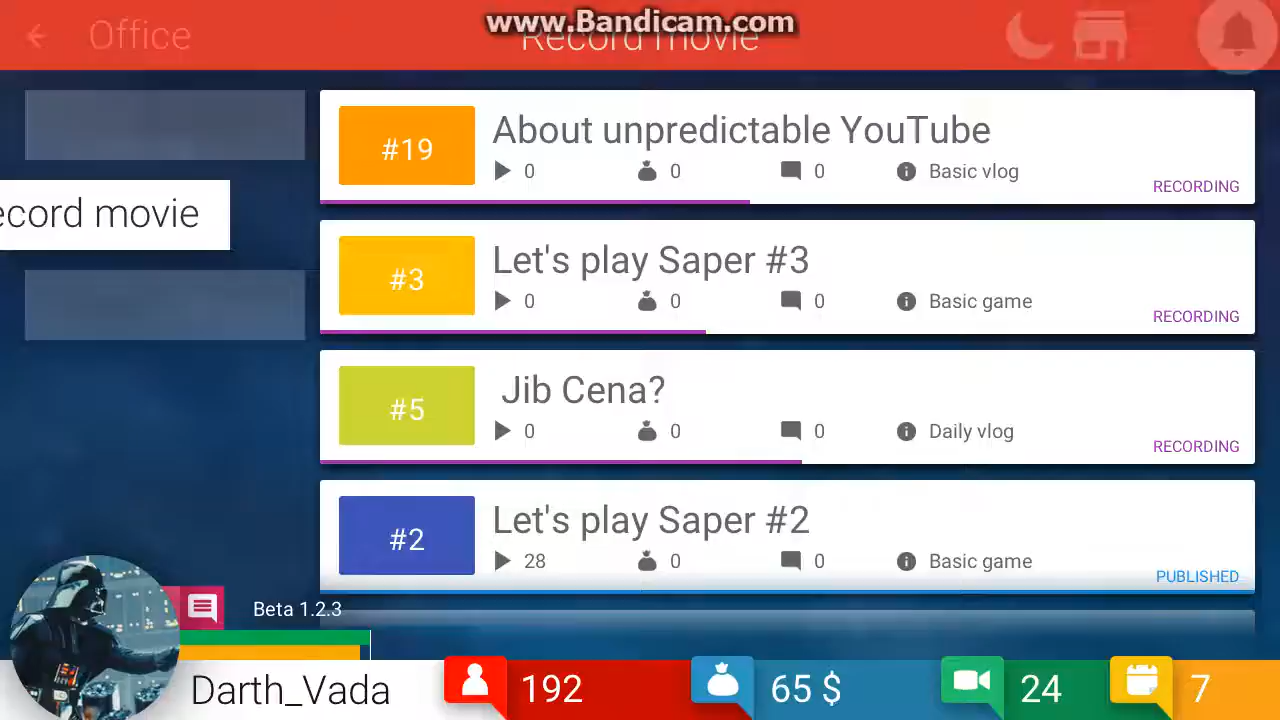 www.Bandicam.com
Office
Record movie
#19
About unpredictable YouTube
0
0
0
Basic vlog
RECORDING
ecord movie
#3
Let's play Saper #3
0
0
0
Basic game
RECORDING
#5
Jib Cena?
0
0
0
Daily vlog
RECORDING
#2
Let's play Saper #2
28
0
0
Basic game
PUBLISHED
Beta 1.2.3
Darth_Vada
192
65 $
24
7